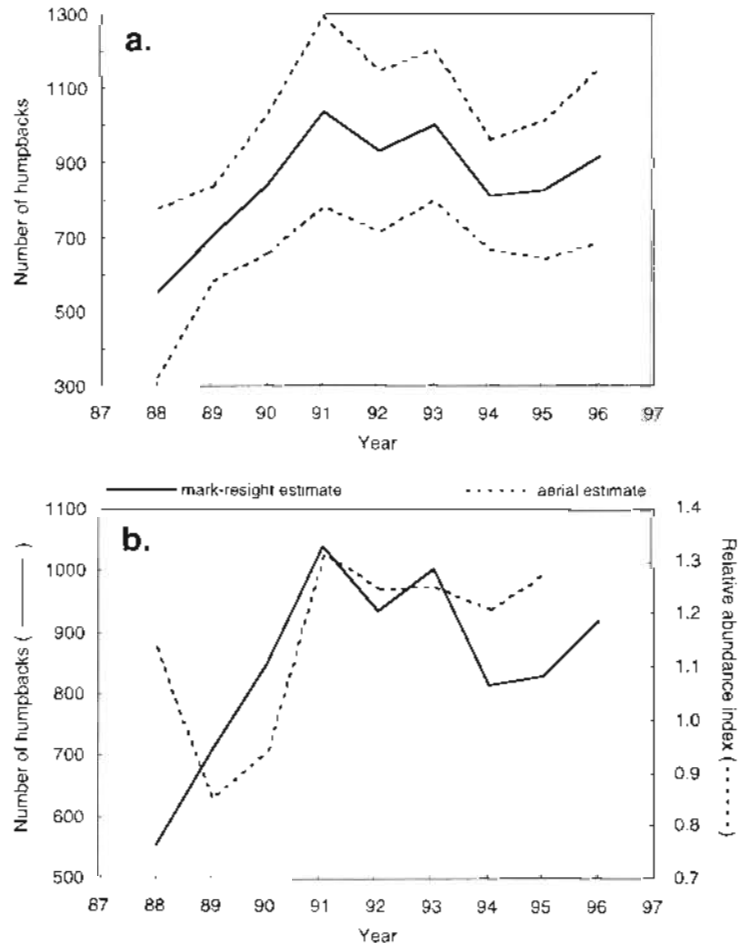 a.
1300
1100
900
700
500
300
Number of humpbacks
87 88 89 90 91 92 93 94 95 96 97
Year
mark-resight estimate aerial estimate
b.
1100
1000
900
800
700
600
500
Number of humpbacks ( —— )
1.4
1.3
1.2
1.1
1.0
0.9
0.8
0.7
Relative abundance index ( ------ )
87 88 89 90 91 92 93 94 95 96 97
Year